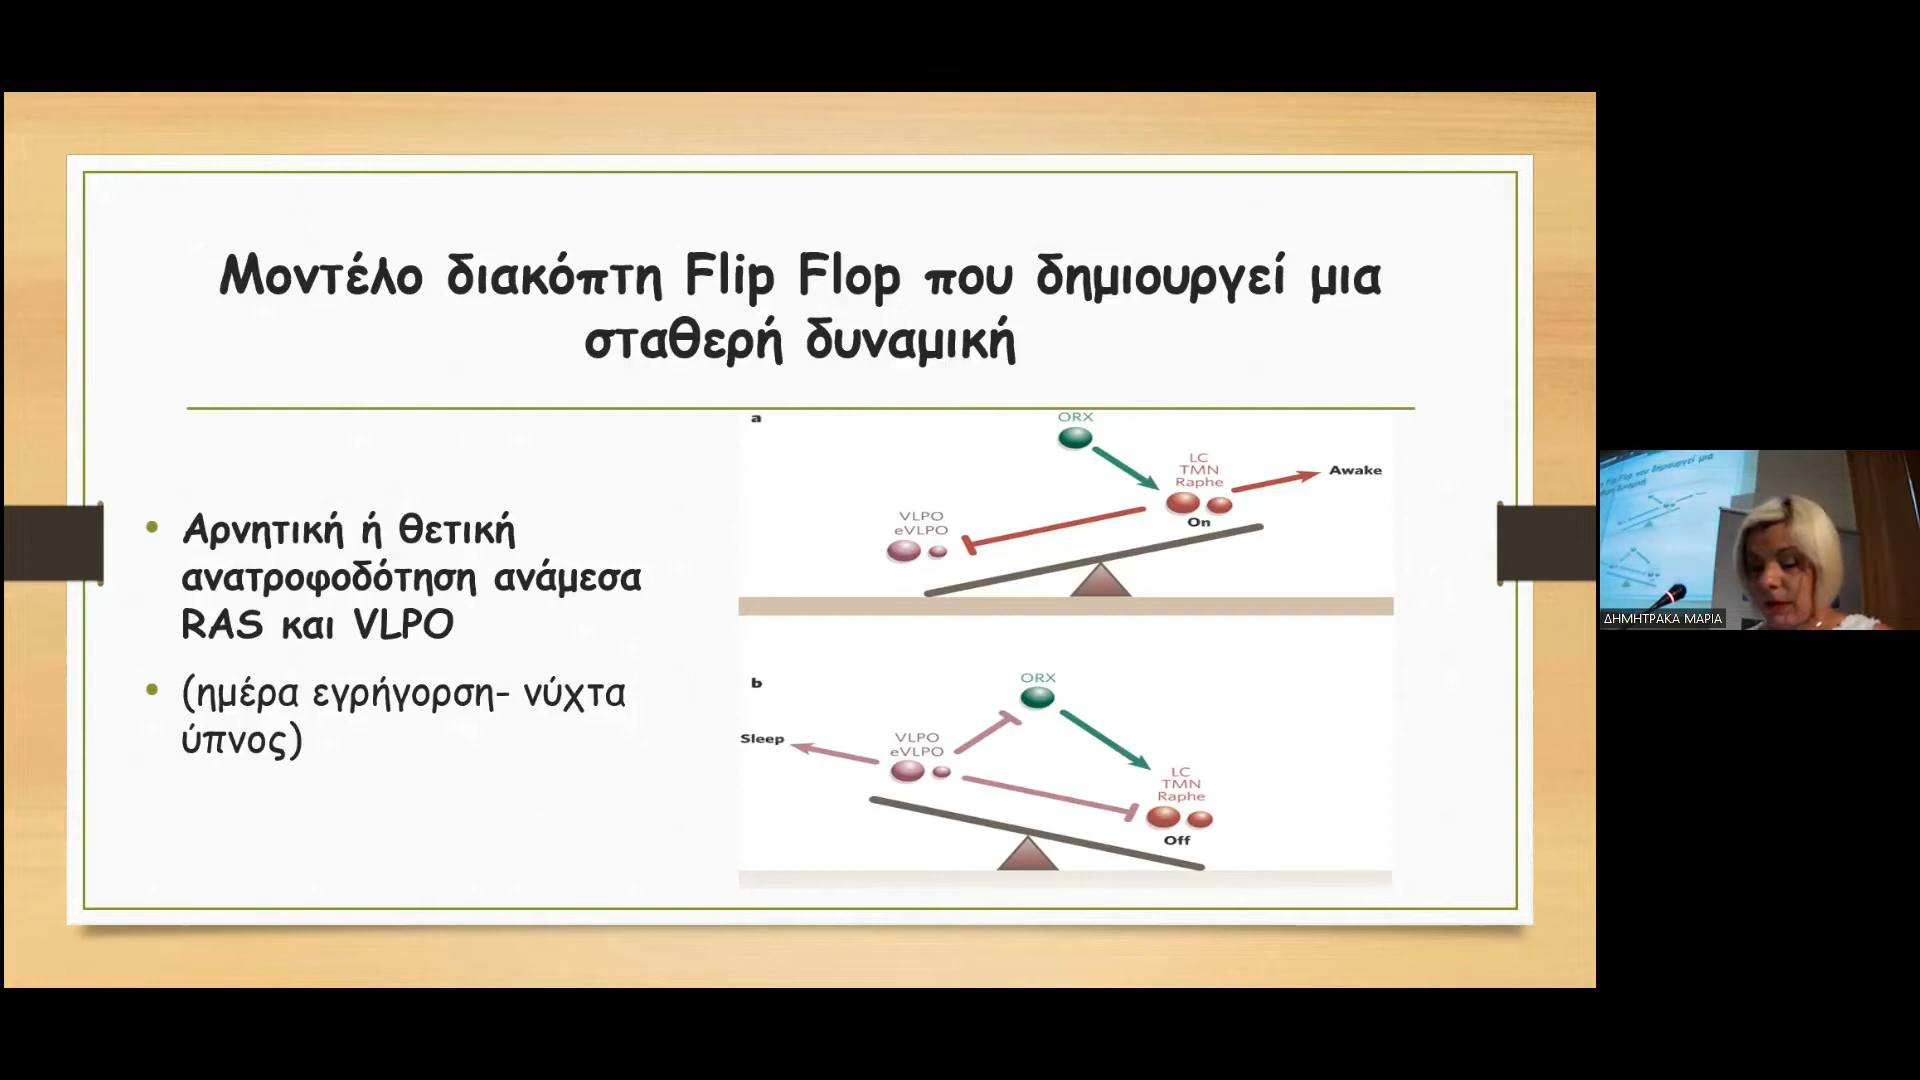 Μοντέλο διακόπτη Flip Flop που δημιουργεί μια
σταθερή δυναμική
• Αρνητική ή θετική
ανατροφοδότηση ανάμεσα
RAS και VLPO
• (ημέρα εγρήγορση- νύχτα
ύπνος)
a
ORX
LC
TMN
Raphe
Awake
On
VLPO
eVLPO
b
ORX
Sleep
VLPO
eVLPO
LC
TMN
Raphe
Off
ΔΗΜΗΤΡΑΚΑ ΜΑΡΙΑ